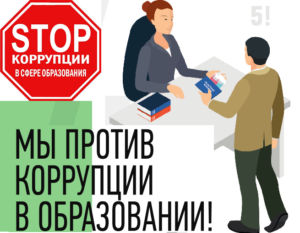 STOP
КОРРУПЦИИ
В СФЕРЕ ОБРАЗОВАНИЯ
5!
МЫ ПРОТИВ
КОРРУПЦИИ
В ОБРАЗОВАНИИ!